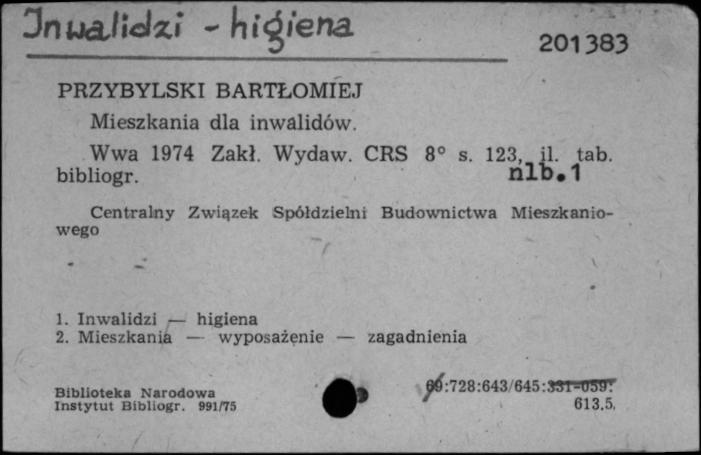 Inwalidzi - higiena
201383
PRZYBYLSKI BARTŁOMIEJ
Mieszkania dla inwalidów.
Wwa 1974 Zakł. Wydaw. CRS 8° s. 123, il. tab.
bibliogr. nlb.1
Centralny Związek Spółdzielni Budownictwa Mieszkanio-
wego
1. Inwalidzi — higiena
2. Mieszkania — wyposażenie — zagadnienia
69:728:643/645:331-059:
613.5.
Biblioteka Narodowa
Instytut Bibliogr. 991/75